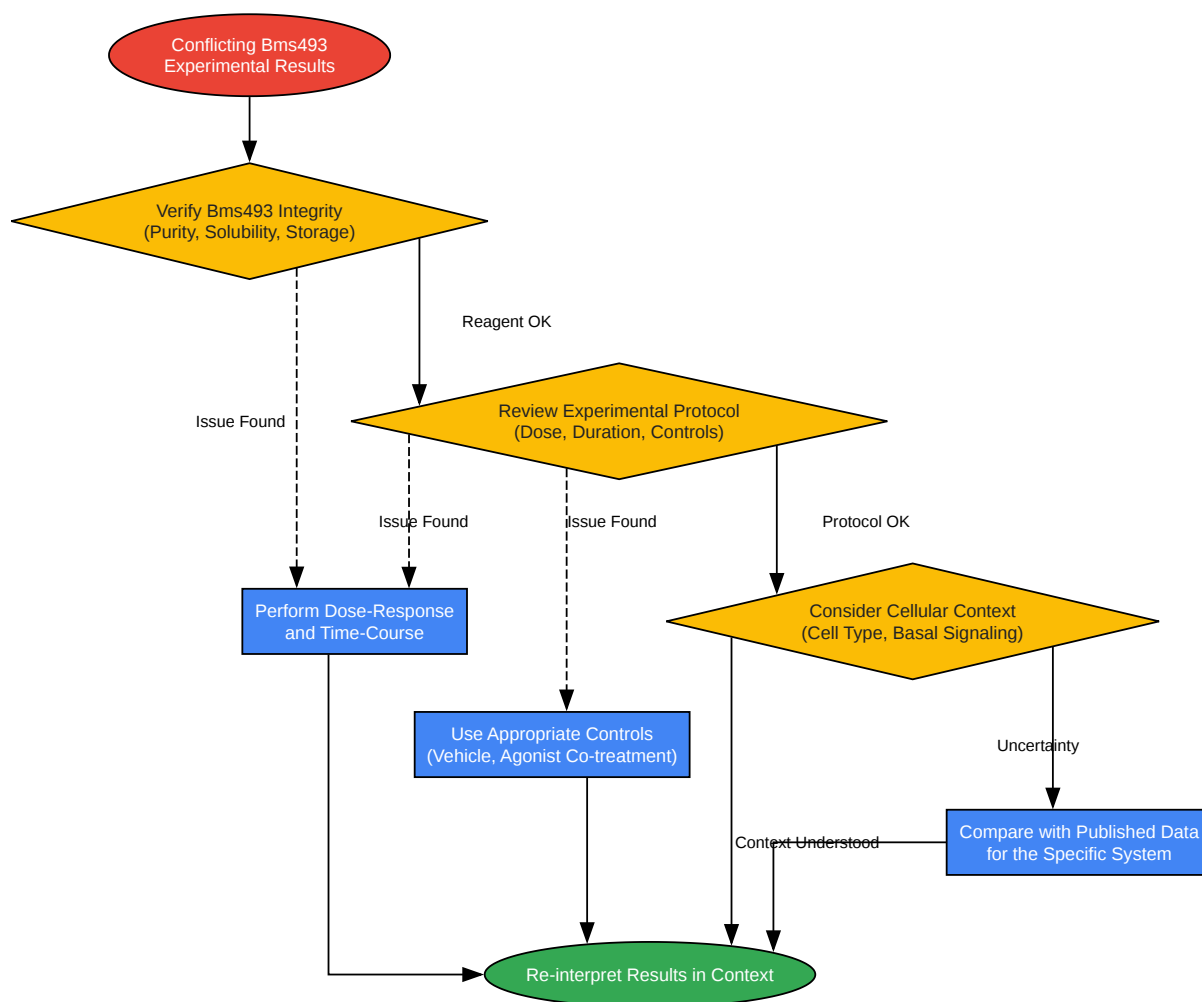 Conflicting Bms493
Experimental Results
Verify Bms493 Integrity
(Purity, Solubility, Storage)
Reagent OK
Issue Found
Review Experimental Protocol
(Dose, Duration, Controls)
Issue Found
Issue Found
Protocol OK
Perform Dose-Response
and Time-Course
Consider Cellular Context
(Cell Type, Basal Signaling)
Use Appropriate Controls
(Vehicle, Agonist Co-treatment)
Uncertainty
Context Understood
Compare with Published Data
for the Specific System
Re-interpret Results in Context